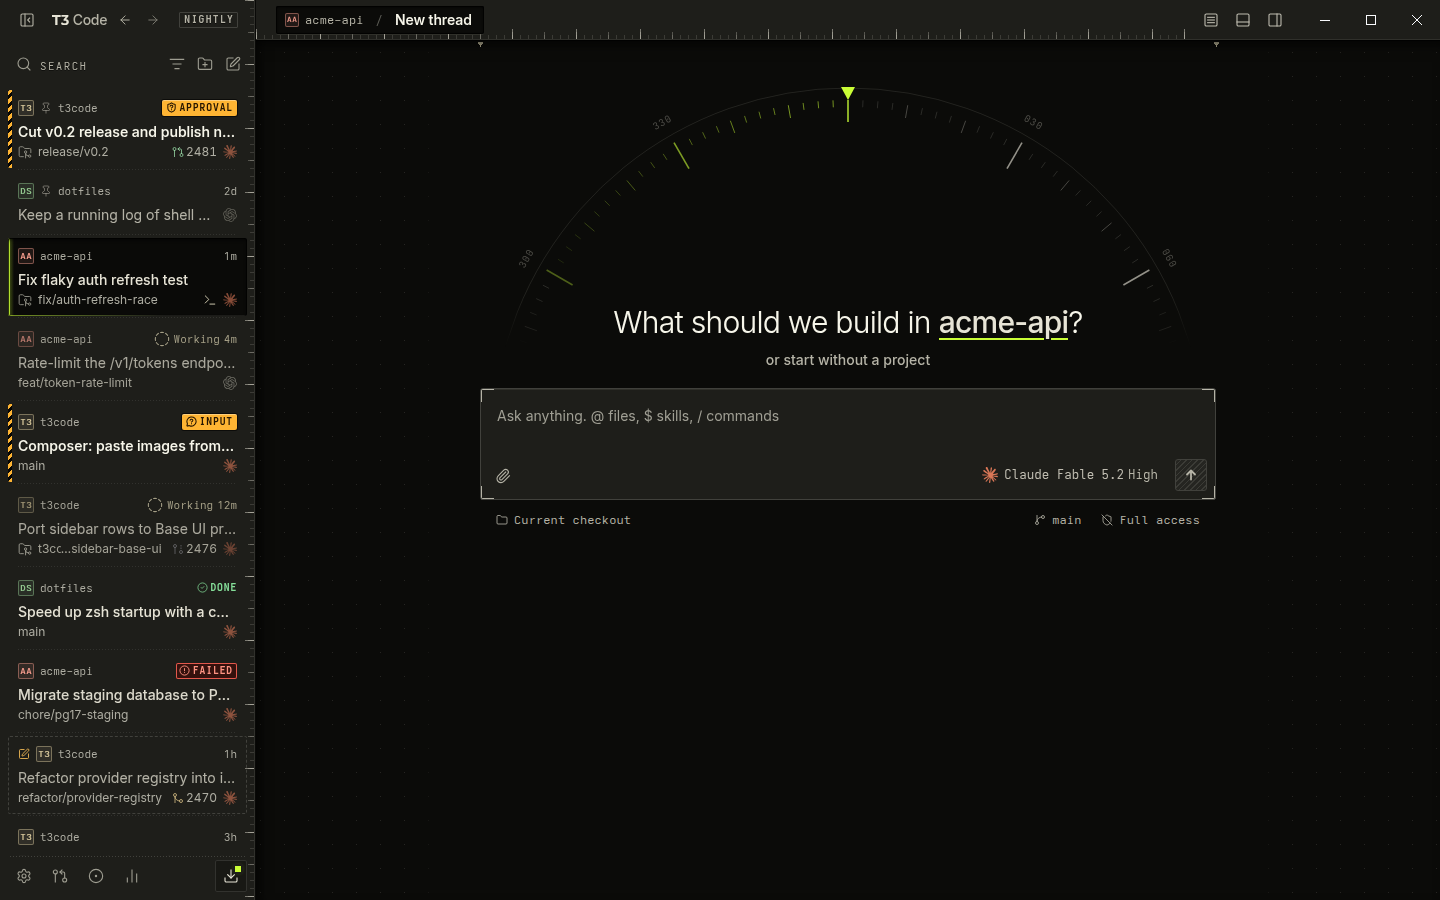 T3 Code
NIGHTLY
AA acme-api / New thread
SEARCH
T3 t3code APPROVAL
Cut v0.2 release and publish n...
release/v0.2 2481
DS dotfiles 2d
Keep a running log of shell ...
AA acme-api 1m
Fix flaky auth refresh test
fix/auth-refresh-race
AA acme-api Working 4m
Rate-limit the /v1/tokens endpo...
feat/token-rate-limit
T3 t3code INPUT
Composer: paste images from...
main
T3 t3code Working 12m
Port sidebar rows to Base UI pr...
t3cc...sidebar-base-ui 2476
DS dotfiles DONE
Speed up zsh startup with a c...
main
AA acme-api FAILED
Migrate staging database to P...
chore/pg17-staging
T3 t3code 1h
Refactor provider registry into i...
refactor/provider-registry 2470
T3 t3code 3h
300
330
030
060
What should we build in acme-api?
or start without a project
Ask anything. @ files, $ skills, / commands
Claude Fable 5.2 High
Current checkout
main
Full access